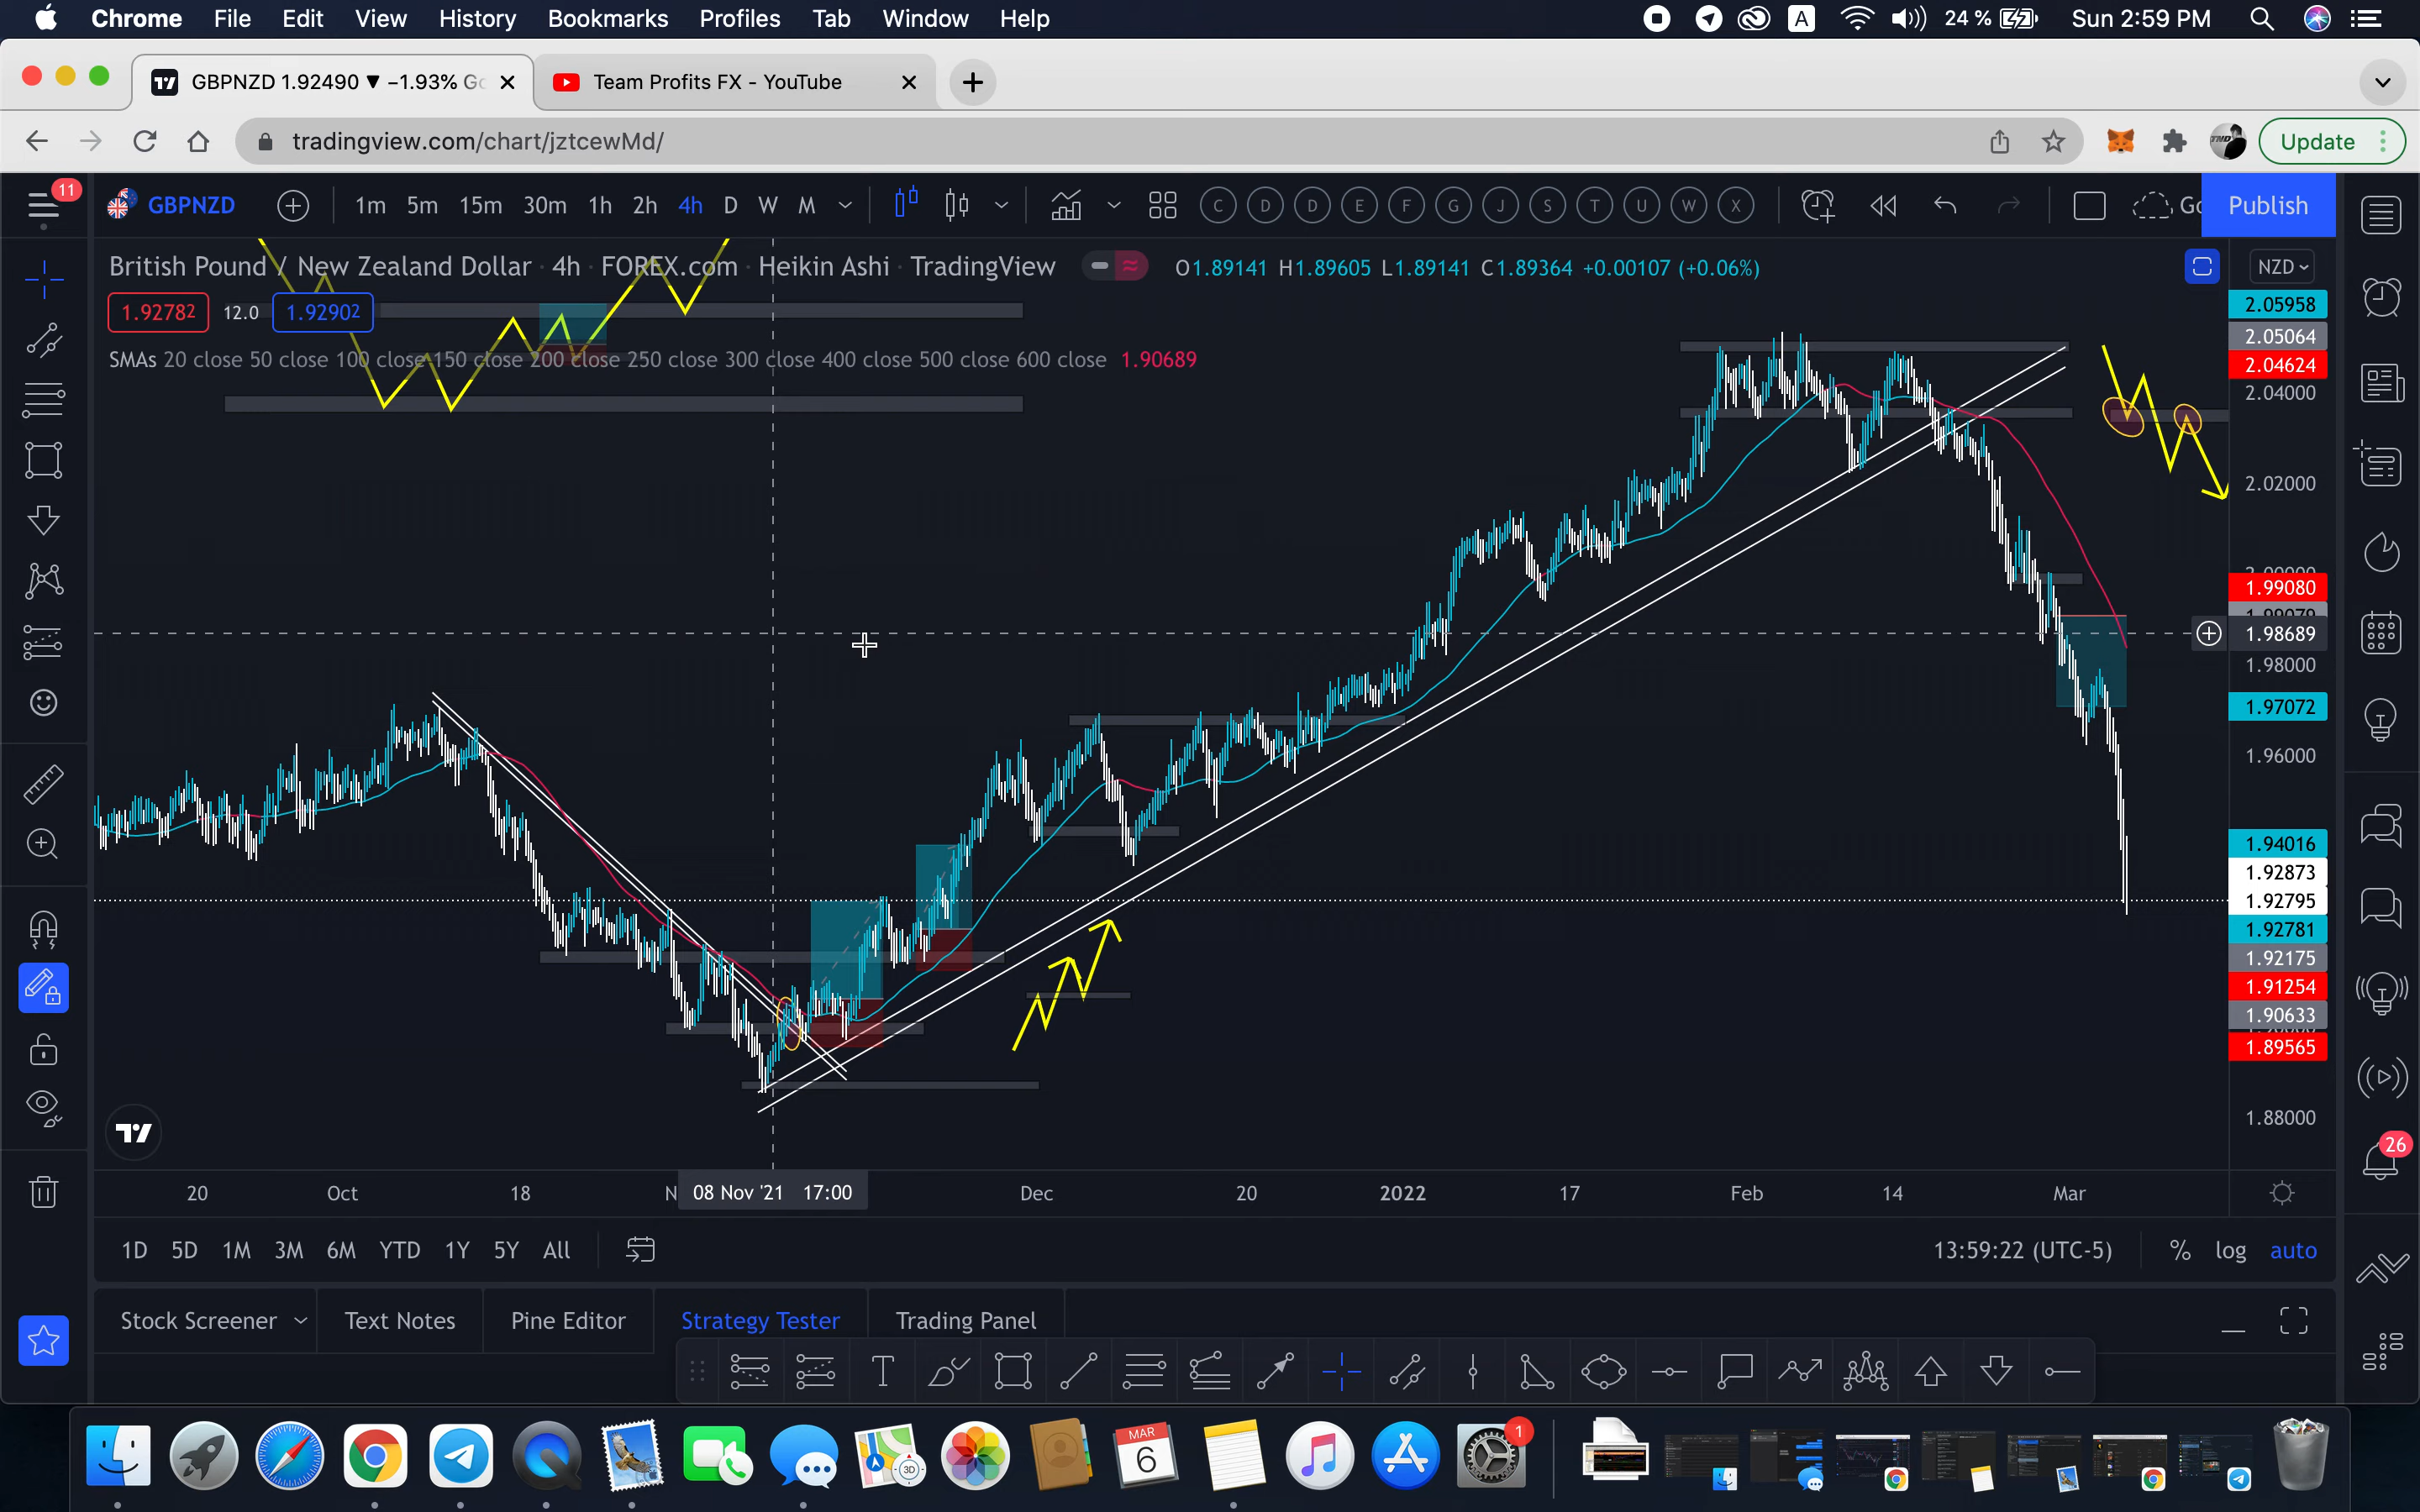 Chrome File Edit View History Bookmarks Profiles Tab Window Help A 24 % Sun 2:59 PM
GBPNZD 1.92490 ▼ −1.93% Team Profits FX - YouTube
tradingview.com/chart/jztcewMd/ Update
11 GBPNZD 1m 5m 15m 30m 1h 2h 4h D W M C D D E F G J S T U W X Publish
British Pound / New Zealand Dollar · 4h · FOREX.com · Heikin Ashi · TradingView O1.89141 H1.89605 L1.89141 C1.89364 +0.00107 (+0.06%) NZD
1.92782 12.0 1.92902
SMAs 20 close 50 close 100 close 150 close 200 close 250 close 300 close 400 close 500 close 600 close 1.90689
2.05958
2.05064
2.04624
2.04000
2.02000
1.99080
1.98689
1.98000
1.97072
1.96000
1.94016
1.92873
1.92795
1.92781
1.92175
1.91254
1.90633
1.89565
1.88000
26
20 Oct 18 N 08 Nov '21 17:00 Dec 20 2022 17 Feb 14 Mar
1D 5D 1M 3M 6M YTD 1Y 5Y All 13:59:22 (UTC-5) % log auto
Stock Screener Text Notes Pine Editor Strategy Tester Trading Panel
T
MAR
6
3D
1